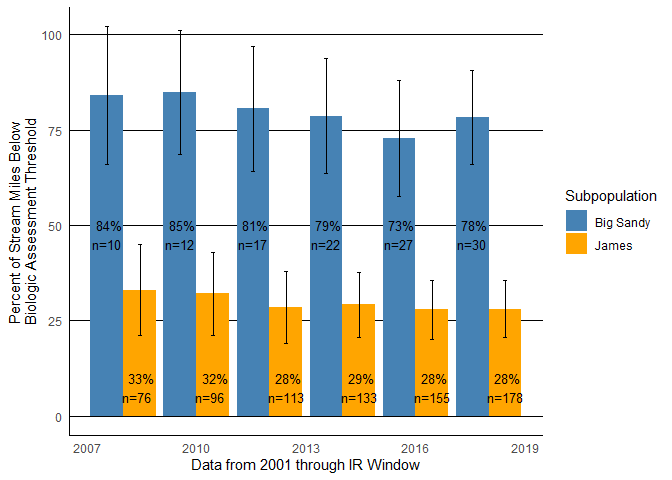 100
75
50
25
0
Percent of Stream Miles Below
Biologic Assessment Threshold
84%
n=10
85%
n=12
81%
n=17
79%
n=22
73%
n=27
78%
n=30
33%
n=76
32%
n=96
28%
n=113
29%
n=133
28%
n=155
28%
n=178
2007 2010 2013 2016 2019
Data from 2001 through IR Window
Subpopulation
Big Sandy
James